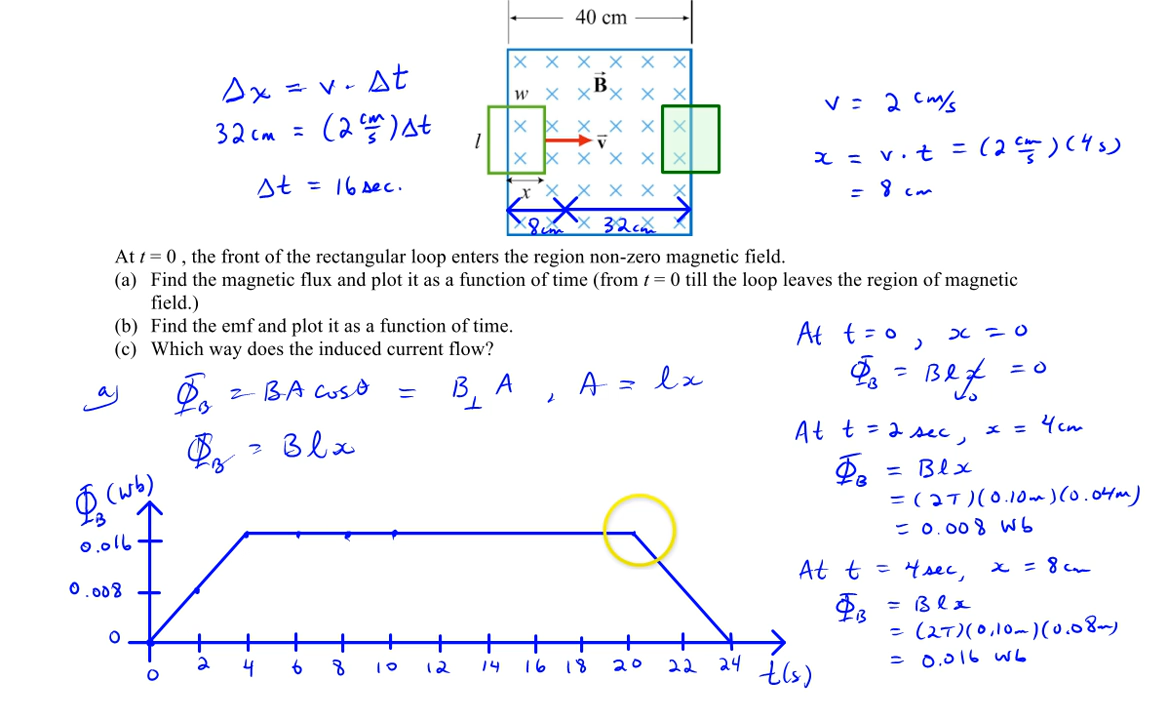 40 cm
Δx = v · Δt
32 cm = (2 cm/s) Δt
Δt = 16 sec.
B
w
l
v
x
8cm 32cm
v = 2 cm/s
x = v · t = (2 cm/s)(4 s)
= 8 cm
At t = 0 , the front of the rectangular loop enters the region non-zero magnetic field.
(a) Find the magnetic flux and plot it as a function of time (from t = 0 till the loop leaves the region of magnetic
field.)
(b) Find the emf and plot it as a function of time.
(c) Which way does the induced current flow?
a) Φ_B = BA cosθ = B⊥ A , A = lx
Φ_B = Blx
Φ_B (Wb)
0.016
0.008
0
0 2 4 6 8 10 12 14 16 18 20 22 24 t(s)
At t = 0 , x = 0
Φ_B = Blx = 0
At t = 2 sec, x = 4cm
Φ_B = Blx
= (2T)(0.10m)(0.04m)
= 0.008 Wb
At t = 4 sec, x = 8cm
Φ_B = Blx
= (2T)(0.10m)(0.08m)
= 0.016 Wb